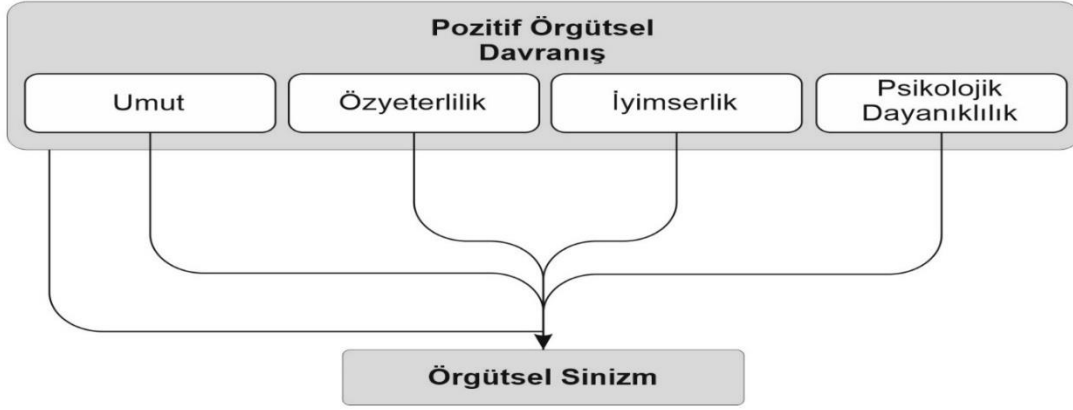 Pozitif Örgütsel
Davranış
Umut
Özyeterlilik
İyimserlik
Psikolojik
Dayanıklılık
Örgütsel Sinizm